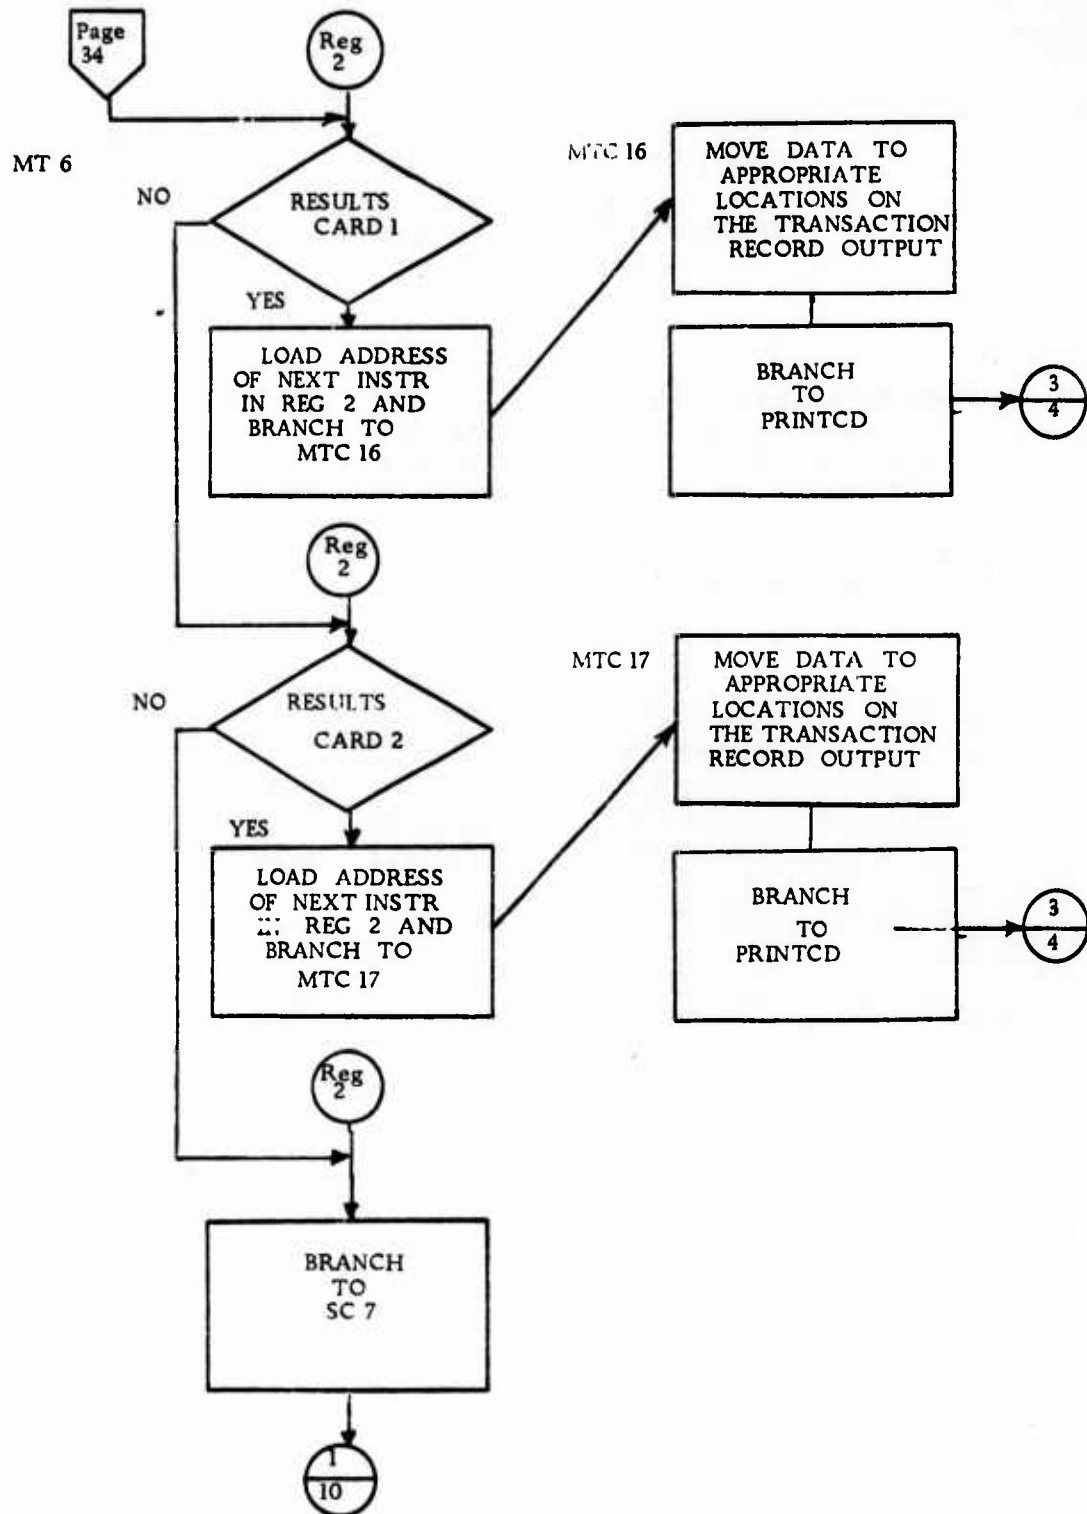 Page
34
Reg
2
MT 6
NO
RESULTS
CARD 1
YES
LOAD ADDRESS
OF NEXT INSTR
IN REG 2 AND
BRANCH TO
MTC 16
MTC 16
MOVE DATA TO
APPROPRIATE
LOCATIONS ON
THE TRANSACTION
RECORD OUTPUT
BRANCH
TO
PRINTCD
3
4
Reg
2
NO
RESULTS
CARD 2
YES
LOAD ADDRESS
OF NEXT INSTR
REG 2 AND
BRANCH TO
MTC 17
MTC 17
MOVE DATA TO
APPROPRIATE
LOCATIONS ON
THE TRANSACTION
RECORD OUTPUT
BRANCH
TO
PRINTCD
3
4
Reg
2
BRANCH
TO
SC 7
1
10